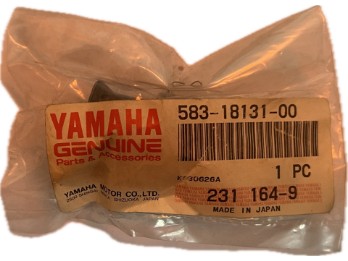 YAMAHA
GENUINE
Parts & Accessories
YAMAHA MOTOR CO., LTD.
583-18131-00
1 PC
231 164-9
MADE IN JAPAN